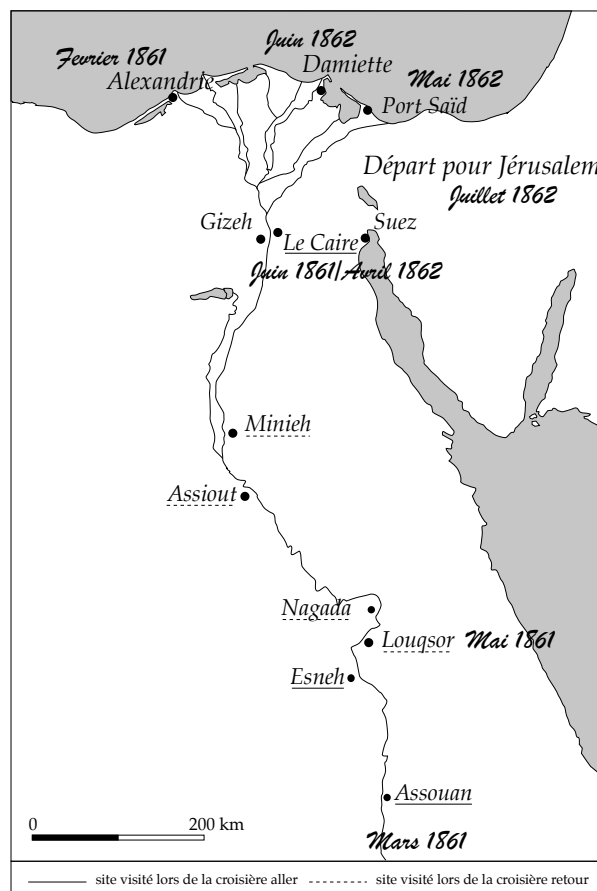 Juin 1862
Fevrier 1861
Damiette
Alexandrie
Mai 1862
Port Saïd
Départ pour Jérusalem
Juillet 1862
Gizeh
Suez
Le Caire
Juin 1861/Avril 1862
Minieh
Assiout
Nagada
Louqsor Mai 1861
Esneh
Assouan
0 200 km
Mars 1861
site visité lors de la croisière aller site visité lors de la croisière retour